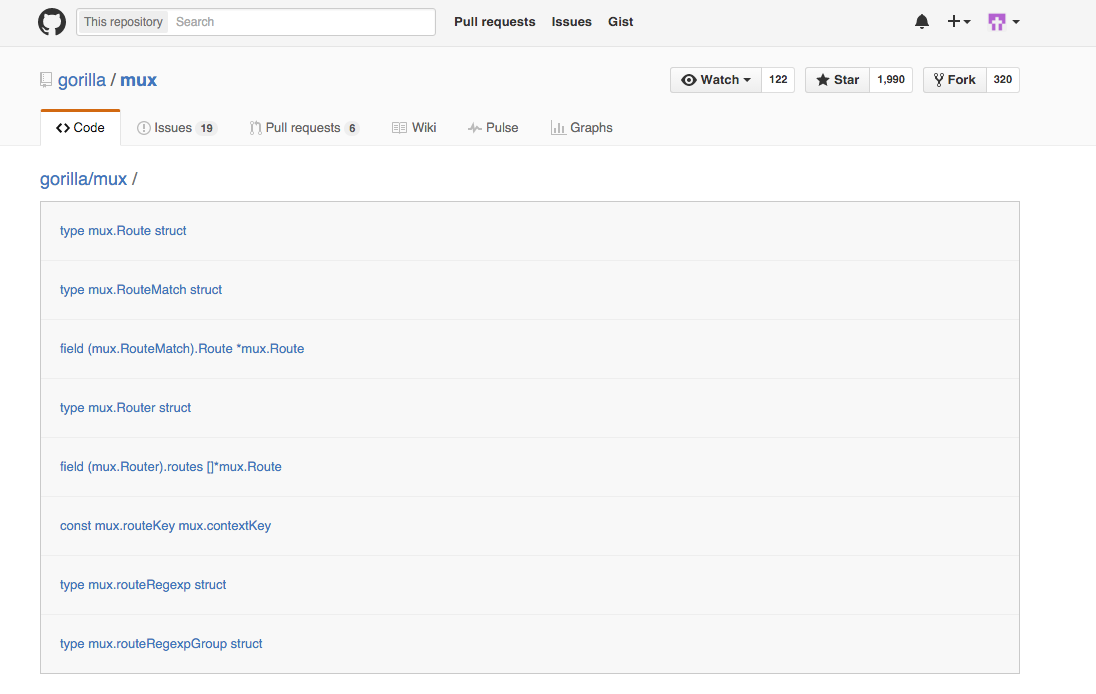 This repository Search Pull requests Issues Gist
gorilla / mux Watch 122 Star 1,990 Fork 320
Code Issues 19 Pull requests 6 Wiki Pulse Graphs
gorilla/mux /
type mux.Route struct
type mux.RouteMatch struct
field (mux.RouteMatch).Route *mux.Route
type mux.Router struct
field (mux.Router).routes []*mux.Route
const mux.routeKey mux.contextKey
type mux.routeRegexp struct
type mux.routeRegexpGroup struct